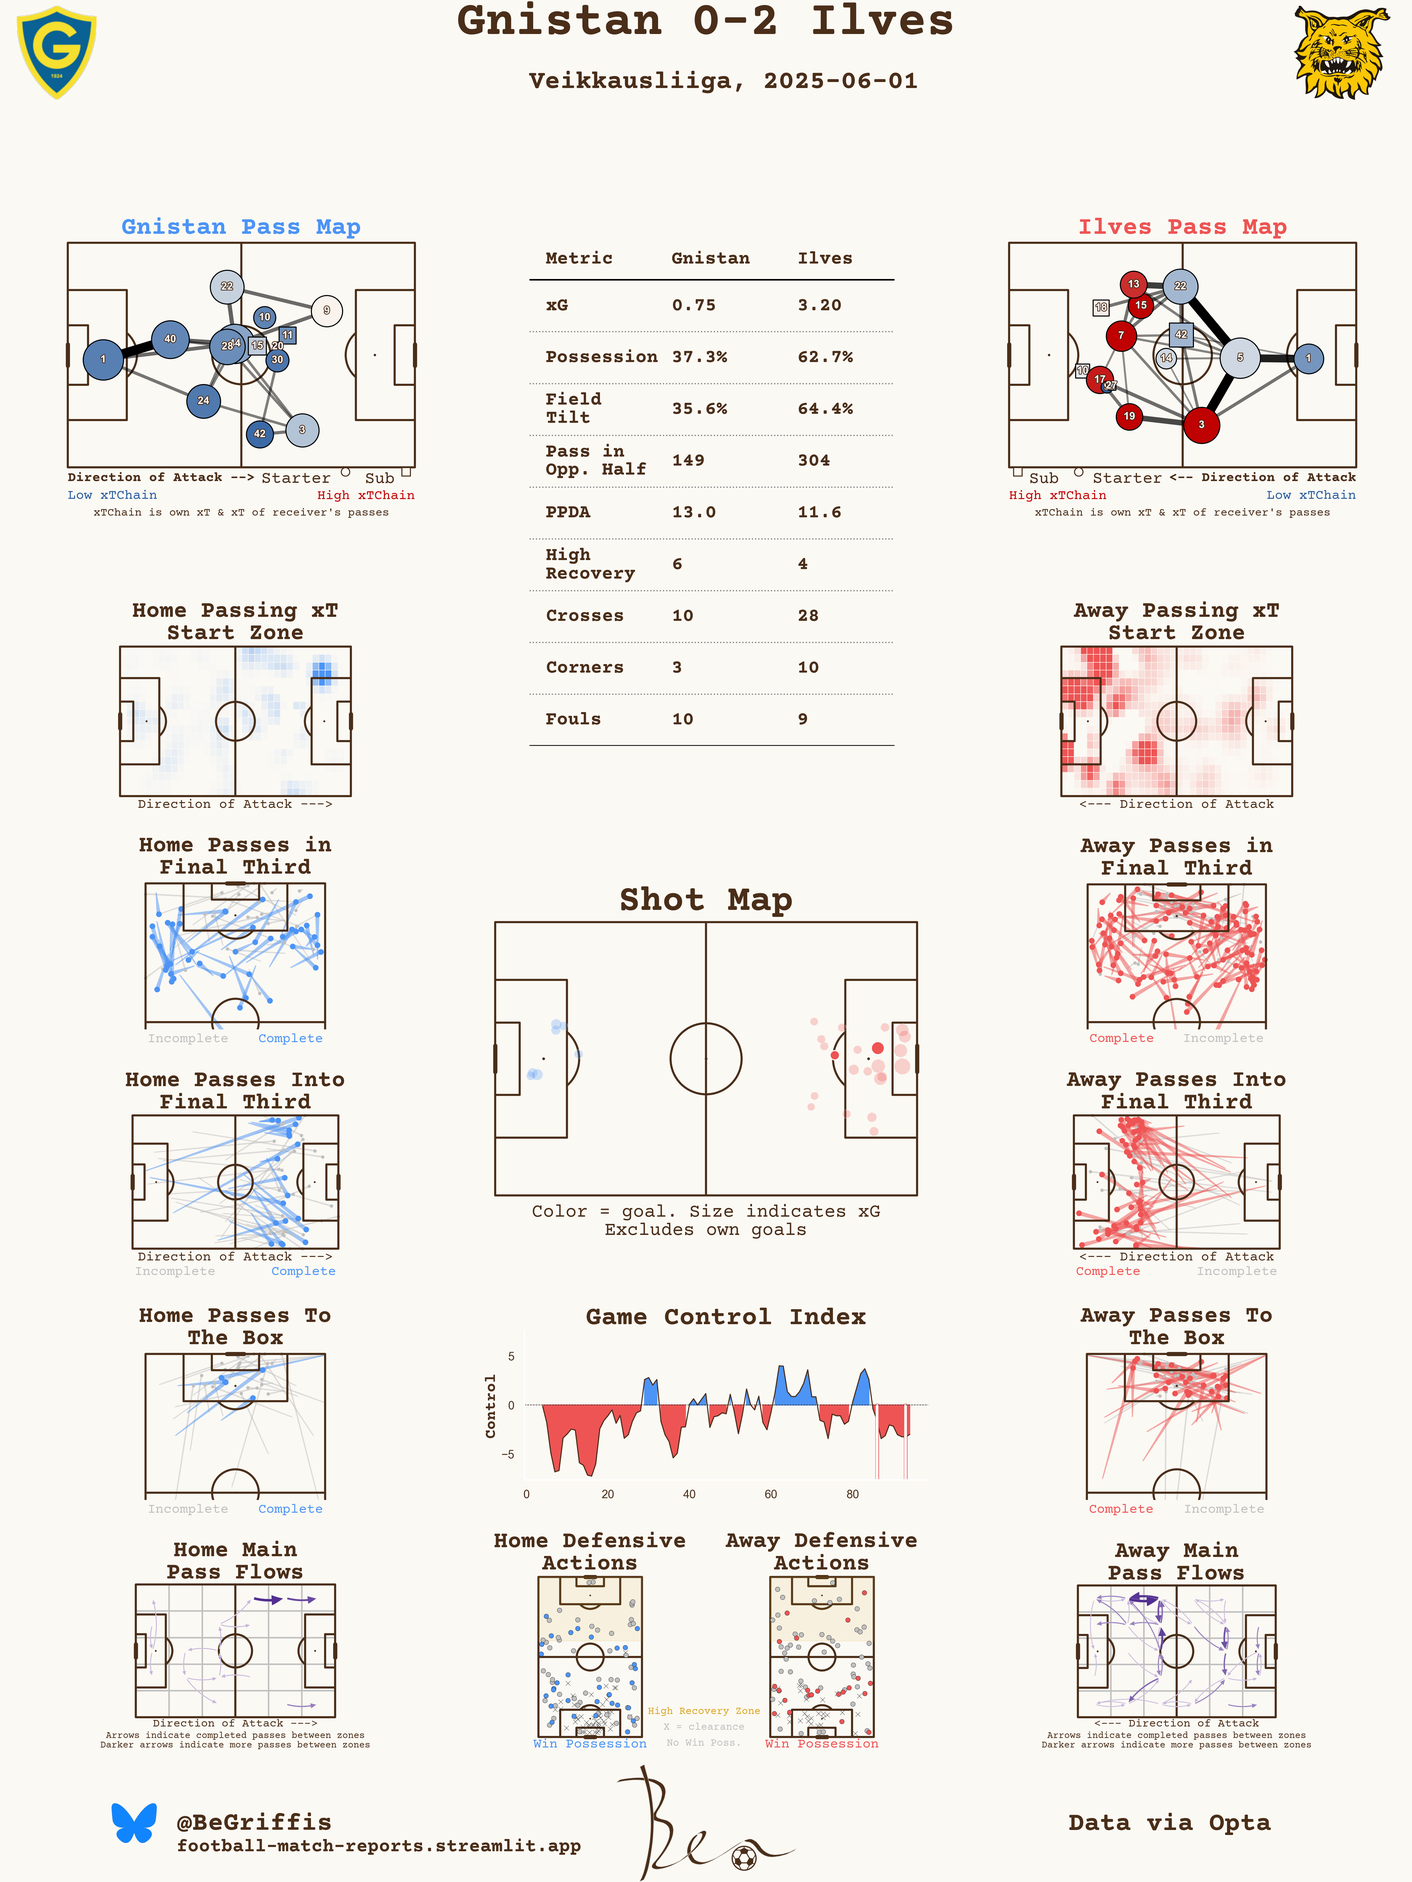 Gnistan 0-2 Ilves
Veikkausliiga, 2025-06-01
G
1924
Gnistan Pass Map
22
9
10
11
40
28
14
15
20
1
30
24
42
3
Direction of Attack --> Starter Sub
Low xTChain High xTChain
xTChain is own xT & xT of receiver's passes
Metric Gnistan Ilves
xG 0.75 3.20
Possession 37.3% 62.7%
Field
Tilt 35.6% 64.4%
Pass in
Opp. Half 149 304
PPDA 13.0 11.6
High
Recovery 6 4
Crosses 10 28
Corners 3 10
Fouls 10 9
Ilves Pass Map
13
22
18
15
7
42
14
5
1
10
17
27
19
3
Sub Starter <-- Direction of Attack
High xTChain Low xTChain
xTChain is own xT & xT of receiver's passes
Home Passing xT
Start Zone
Direction of Attack --->
Away Passing xT
Start Zone
<--- Direction of Attack
Home Passes in
Final Third
Incomplete Complete
Away Passes in
Final Third
Complete Incomplete
Shot Map
Color = goal. Size indicates xG
Excludes own goals
Home Passes Into
Final Third
Direction of Attack --->
Incomplete Complete
Away Passes Into
Final Third
<--- Direction of Attack
Complete Incomplete
Home Passes To
The Box
Incomplete Complete
Game Control Index
Control
5
0
−5
0 20 40 60 80
Away Passes To
The Box
Complete Incomplete
Home Main
Pass Flows
Direction of Attack --->
Arrows indicate completed passes between zones
Darker arrows indicate more passes between zones
Home Defensive
Actions
Win Possession
High Recovery Zone
X = clearance
No Win Poss.
Away Defensive
Actions
Win Possession
Away Main
Pass Flows
<--- Direction of Attack
Arrows indicate completed passes between zones
Darker arrows indicate more passes between zones
@BeGriffis
football-match-reports.streamlit.app
Ben
Data via Opta